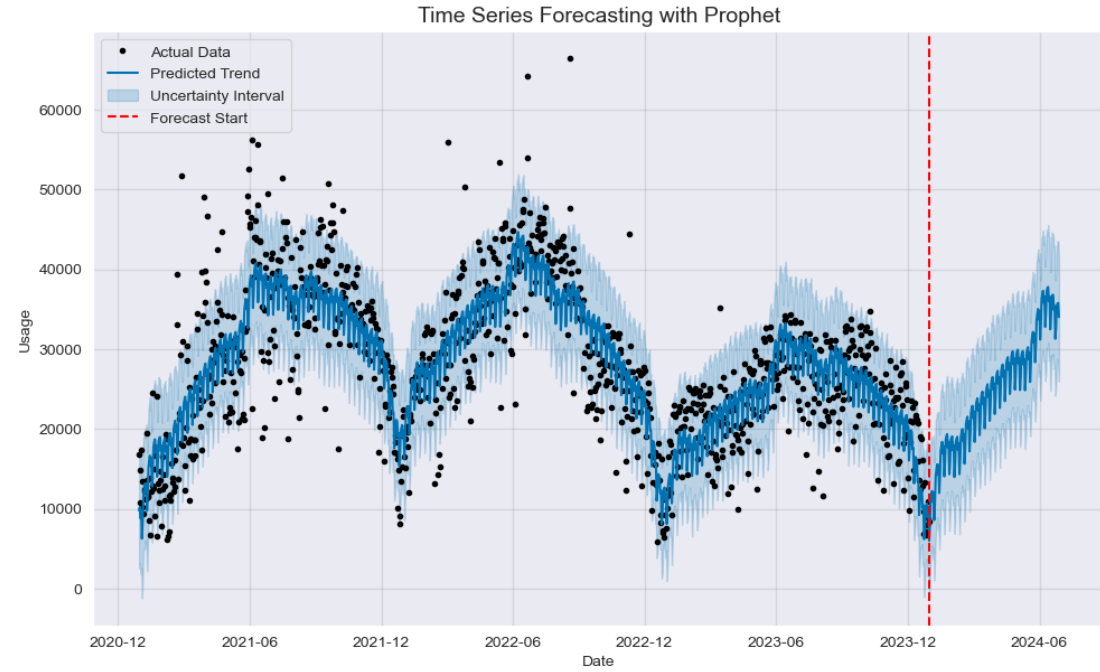 Time Series Forecasting with Prophet
Actual Data
Predicted Trend
Uncertainty Interval
Forecast Start
60000
50000
40000
30000
20000
10000
0
Usage
2020-12 2021-06 2021-12 2022-06 2022-12 2023-06 2023-12 2024-06
Date